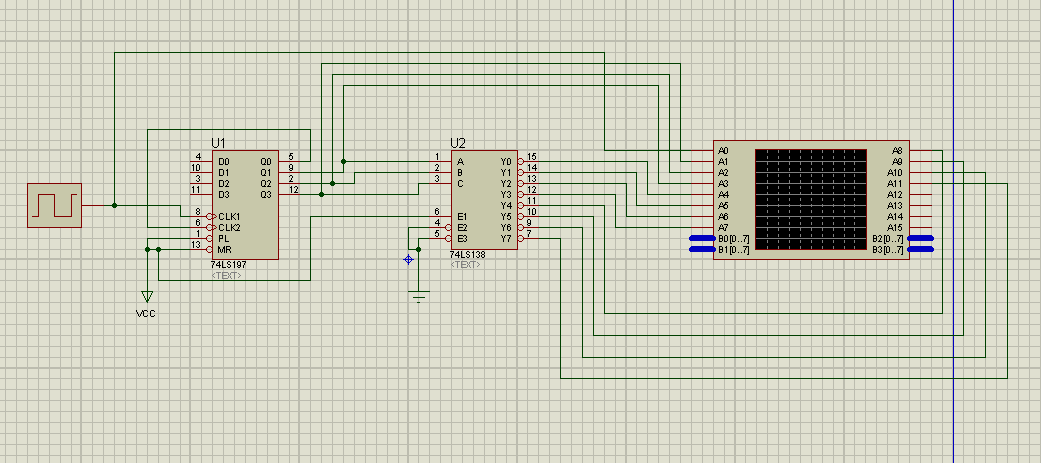 U1
4 D0 Q0 5
10 D1 Q1 9
3 D2 Q2 2
11 D3 Q3 12
8 CLK1
6 CLK2
1 PL
13 MR
74LS197
<TEXT>
VCC
U2
1 A Y0 15
2 B Y1 14
3 C Y2 13
Y3 12
Y4 11
6 E1 Y5 10
4 E2 Y6 9
5 E3 Y7 7
74LS138
<TEXT>
A0 A8
A1 A9
A2 A10
A3 A11
A4 A12
A5 A13
A6 A14
A7 A15
B0[0..7] B2[0..7]
B1[0..7] B3[0..7]